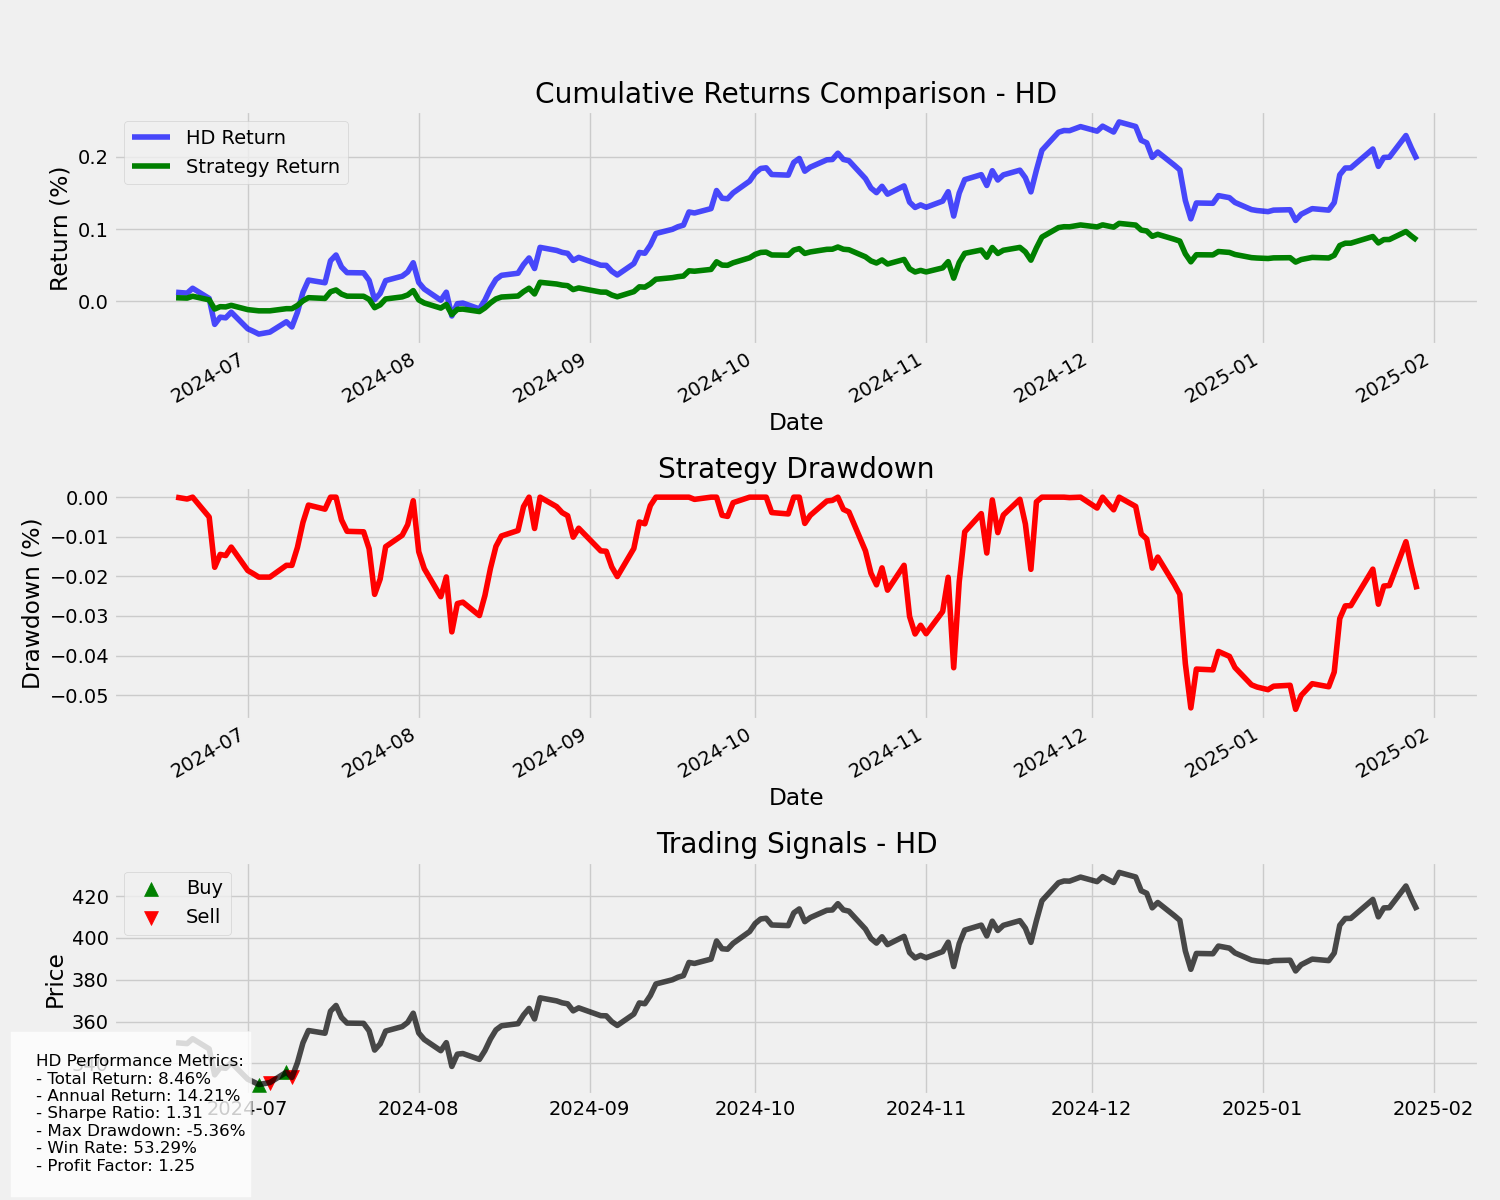 Cumulative Returns Comparison - HD
Return (%)
HD Return
Strategy Return
0.2
0.1
0.0
2024-07
2024-08
2024-09
2024-10
2024-11
2024-12
2025-01
2025-02
Date
Strategy Drawdown
Drawdown (%)
0.00
−0.01
−0.02
−0.03
−0.04
−0.05
2024-07
2024-08
2024-09
2024-10
2024-11
2024-12
2025-01
2025-02
Date
Trading Signals - HD
Price
Buy
Sell
420
400
380
360
340
2024-07
2024-08
2024-09
2024-10
2024-11
2024-12
2025-01
2025-02
HD Performance Metrics:
- Total Return: 8.46%
- Annual Return: 14.21%
- Sharpe Ratio: 1.31
- Max Drawdown: -5.36%
- Win Rate: 53.29%
- Profit Factor: 1.25